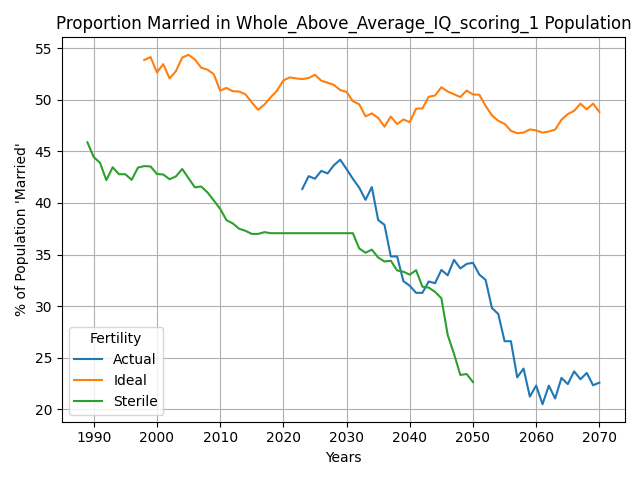 Proportion Married in Whole_Above_Average_IQ_scoring_1 Population
% of Population 'Married'
55
50
45
40
35
30
25
20
Fertility
Actual
Ideal
Sterile
1990 2000 2010 2020 2030 2040 2050 2060 2070
Years